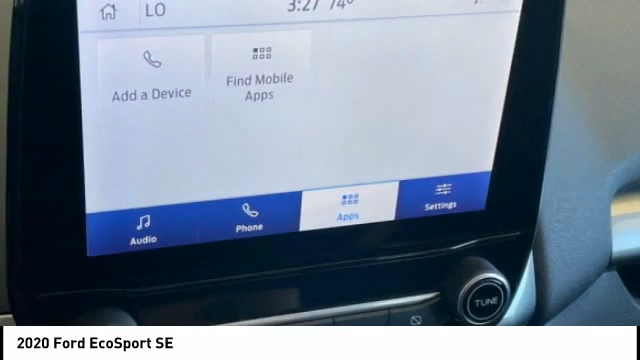 LO
3:27 74°
Add a Device
Find Mobile
Apps
Audio
Phone
Apps
Settings
TUNE
2020 Ford EcoSport SE